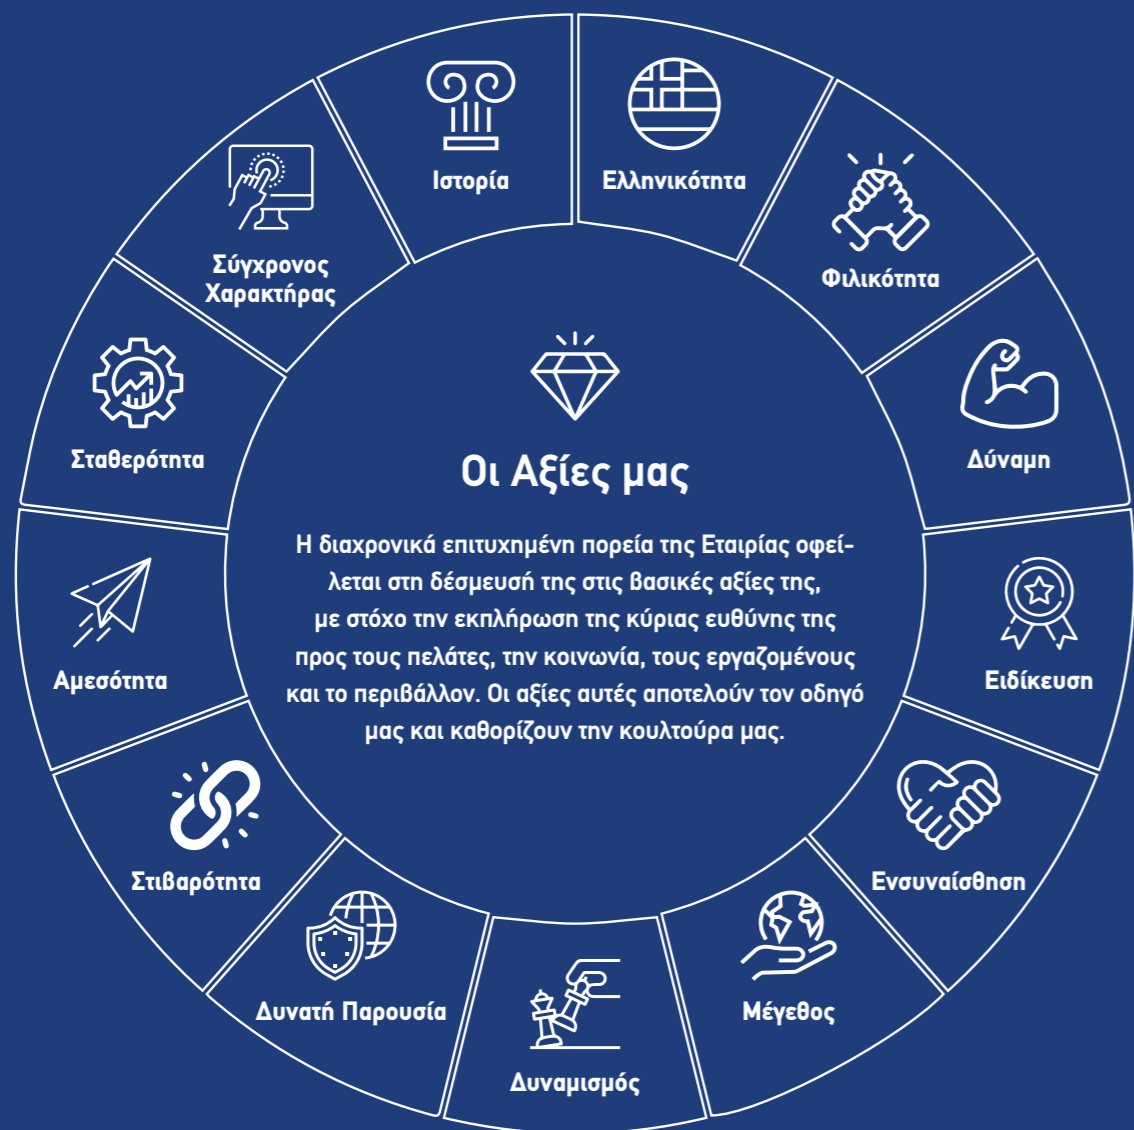 Ιστορία
Ελληνικότητα
Φιλικότητα
Δύναμη
Ειδίκευση
Ενσυναίσθηση
Μέγεθος
Δυναμισμός
Δυνατή Παρουσία
Στιβαρότητα
Αμεσότητα
Σταθερότητα
Σύγχρονος
Χαρακτήρας
Οι Αξίες μας
Η διαχρονικά επιτυχημένη πορεία της Εταιρίας οφεί-
λεται στη δέσμευσή της στις βασικές αξίες της,
με στόχο την εκπλήρωση της κύριας ευθύνης της
προς τους πελάτες, την κοινωνία, τους εργαζομένους
και το περιβάλλον. Οι αξίες αυτές αποτελούν τον οδηγό
μας και καθορίζουν την κουλτούρα μας.